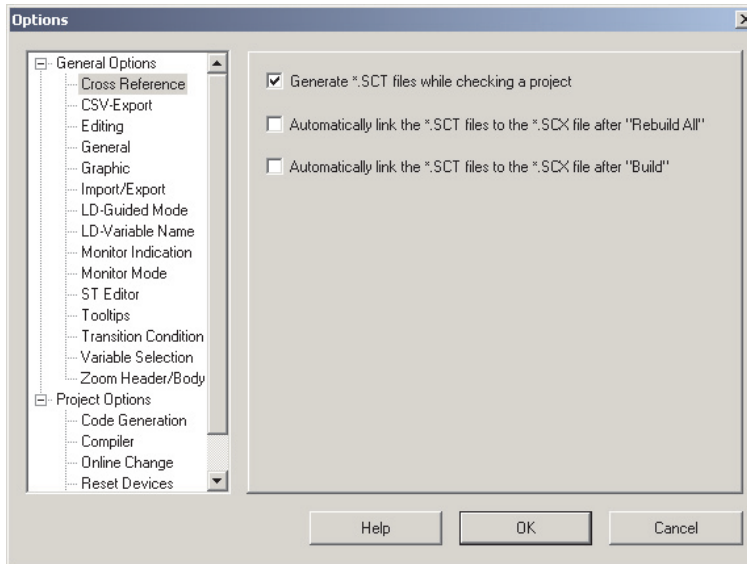 Options
General Options
Cross Reference
CSV-Export
Editing
General
Graphic
Import/Export
LD-Guided Mode
LD-Variable Name
Monitor Indication
Monitor Mode
ST Editor
Tooltips
Transition Condition
Variable Selection
Zoom Header/Body
Project Options
Code Generation
Compiler
Online Change
Reset Devices
Generate *.SCT files while checking a project
Automatically link the *.SCT files to the *.SCX file after "Rebuild All"
Automatically link the *.SCT files to the *.SCX file after "Build"
Help
OK
Cancel